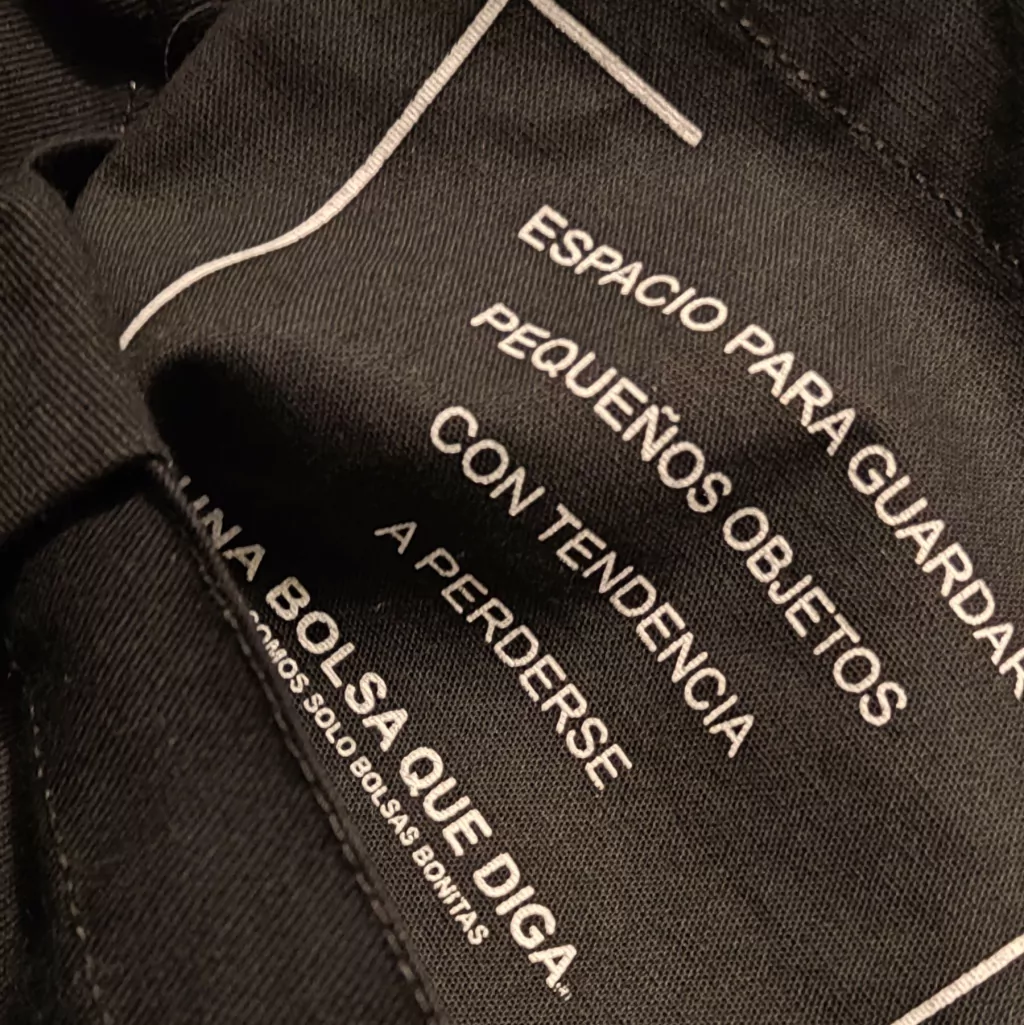 ESPACIO PARA GUARDAR
PEQUEÑOS OBJETOS
CON TENDENCIA
A PERDERSE
UNA BOLSA QUE DIGA
SOMOS SOLO BOLSAS BONITAS